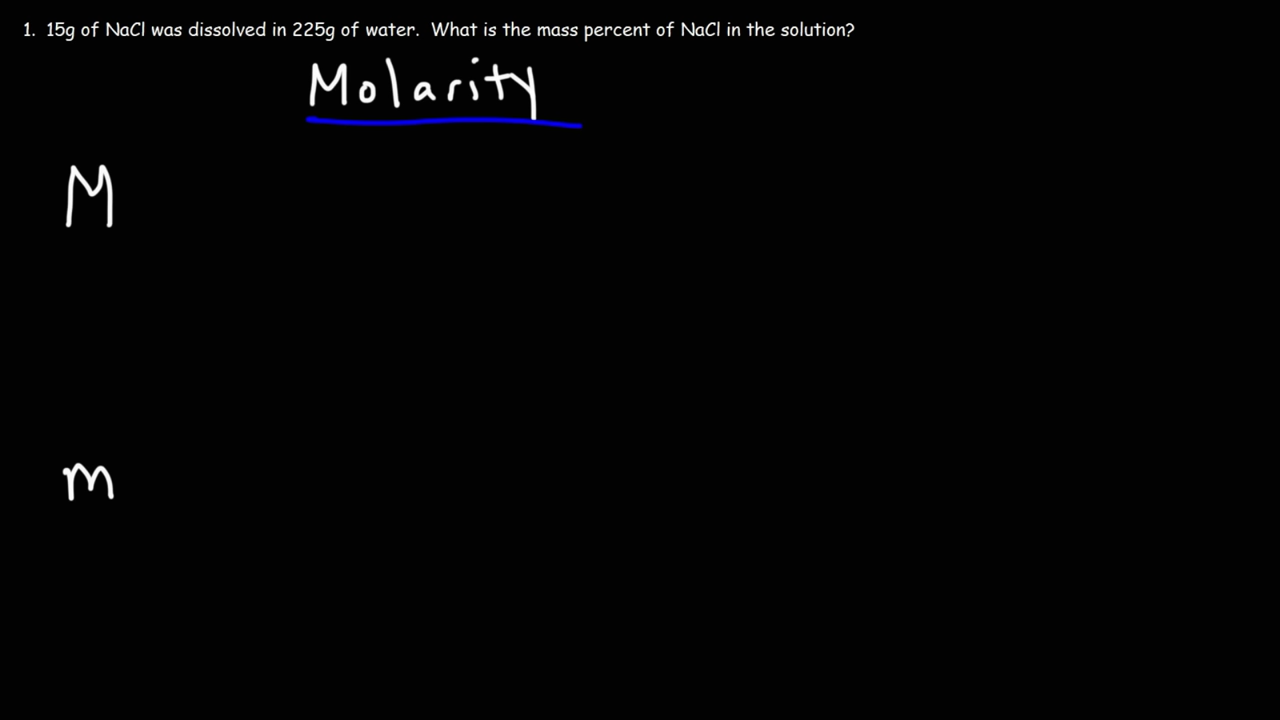 1. 15g of NaCl was dissolved in 225g of water. What is the mass percent of NaCl in the solution?
Molarity
M
m